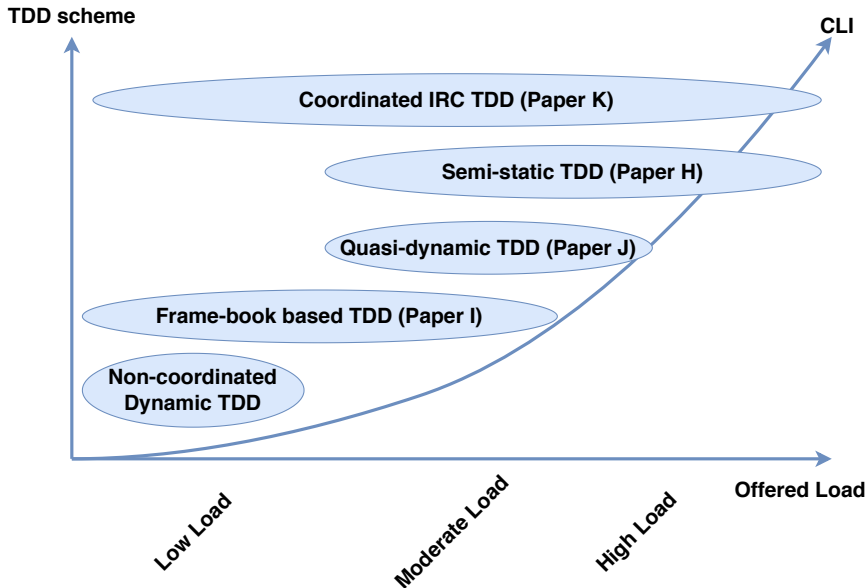 TDD scheme
CLI
Coordinated IRC TDD (Paper K)
Semi-static TDD (Paper H)
Quasi-dynamic TDD (Paper J)
Frame-book based TDD (Paper I)
Non-coordinated
Dynamic TDD
Offered Load
Low Load
Moderate Load
High Load